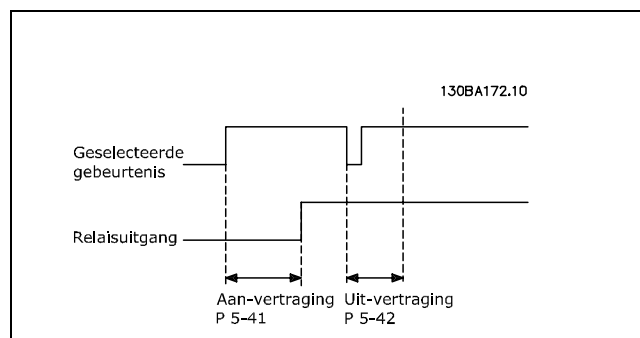 130BA172.10
Geselecteerde
gebeurtenis
Relaisuitgang
Aan-vertraging
P 5-41
Uit-vertraging
P 5-42